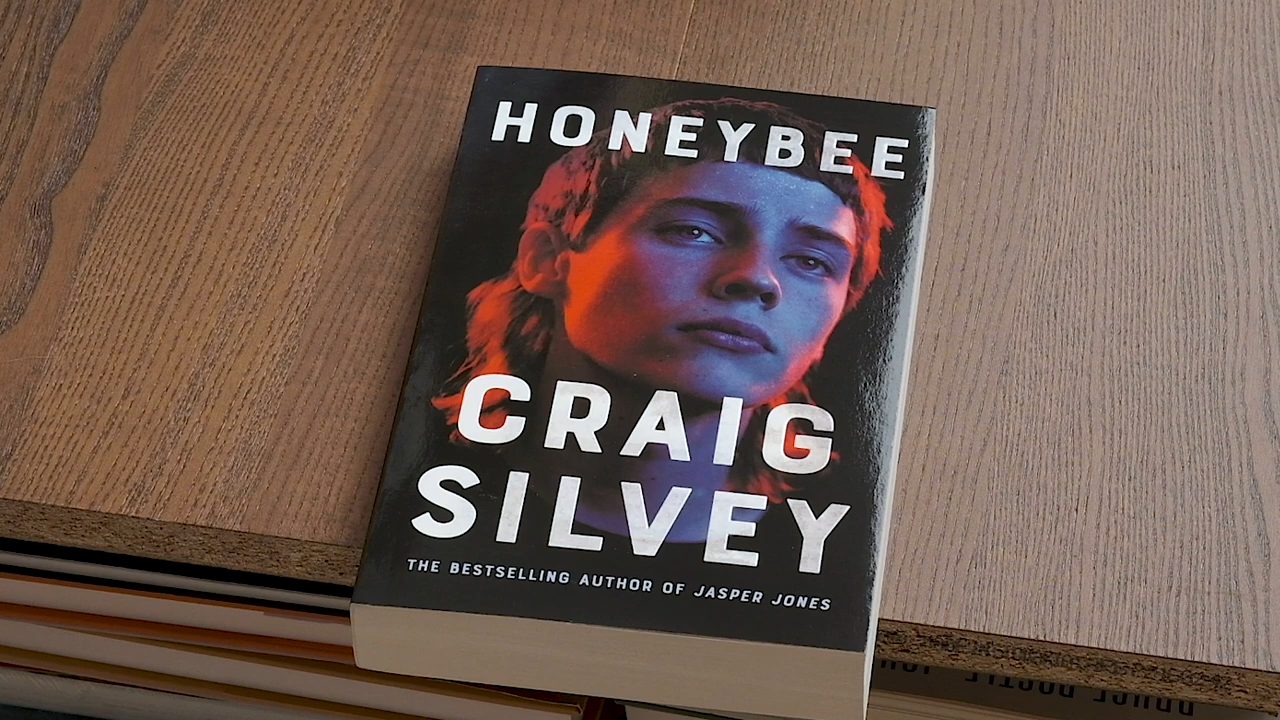 HONEYBEE
CRAIG
SILVEY
THE BESTSELLING AUTHOR OF JASPER JONES